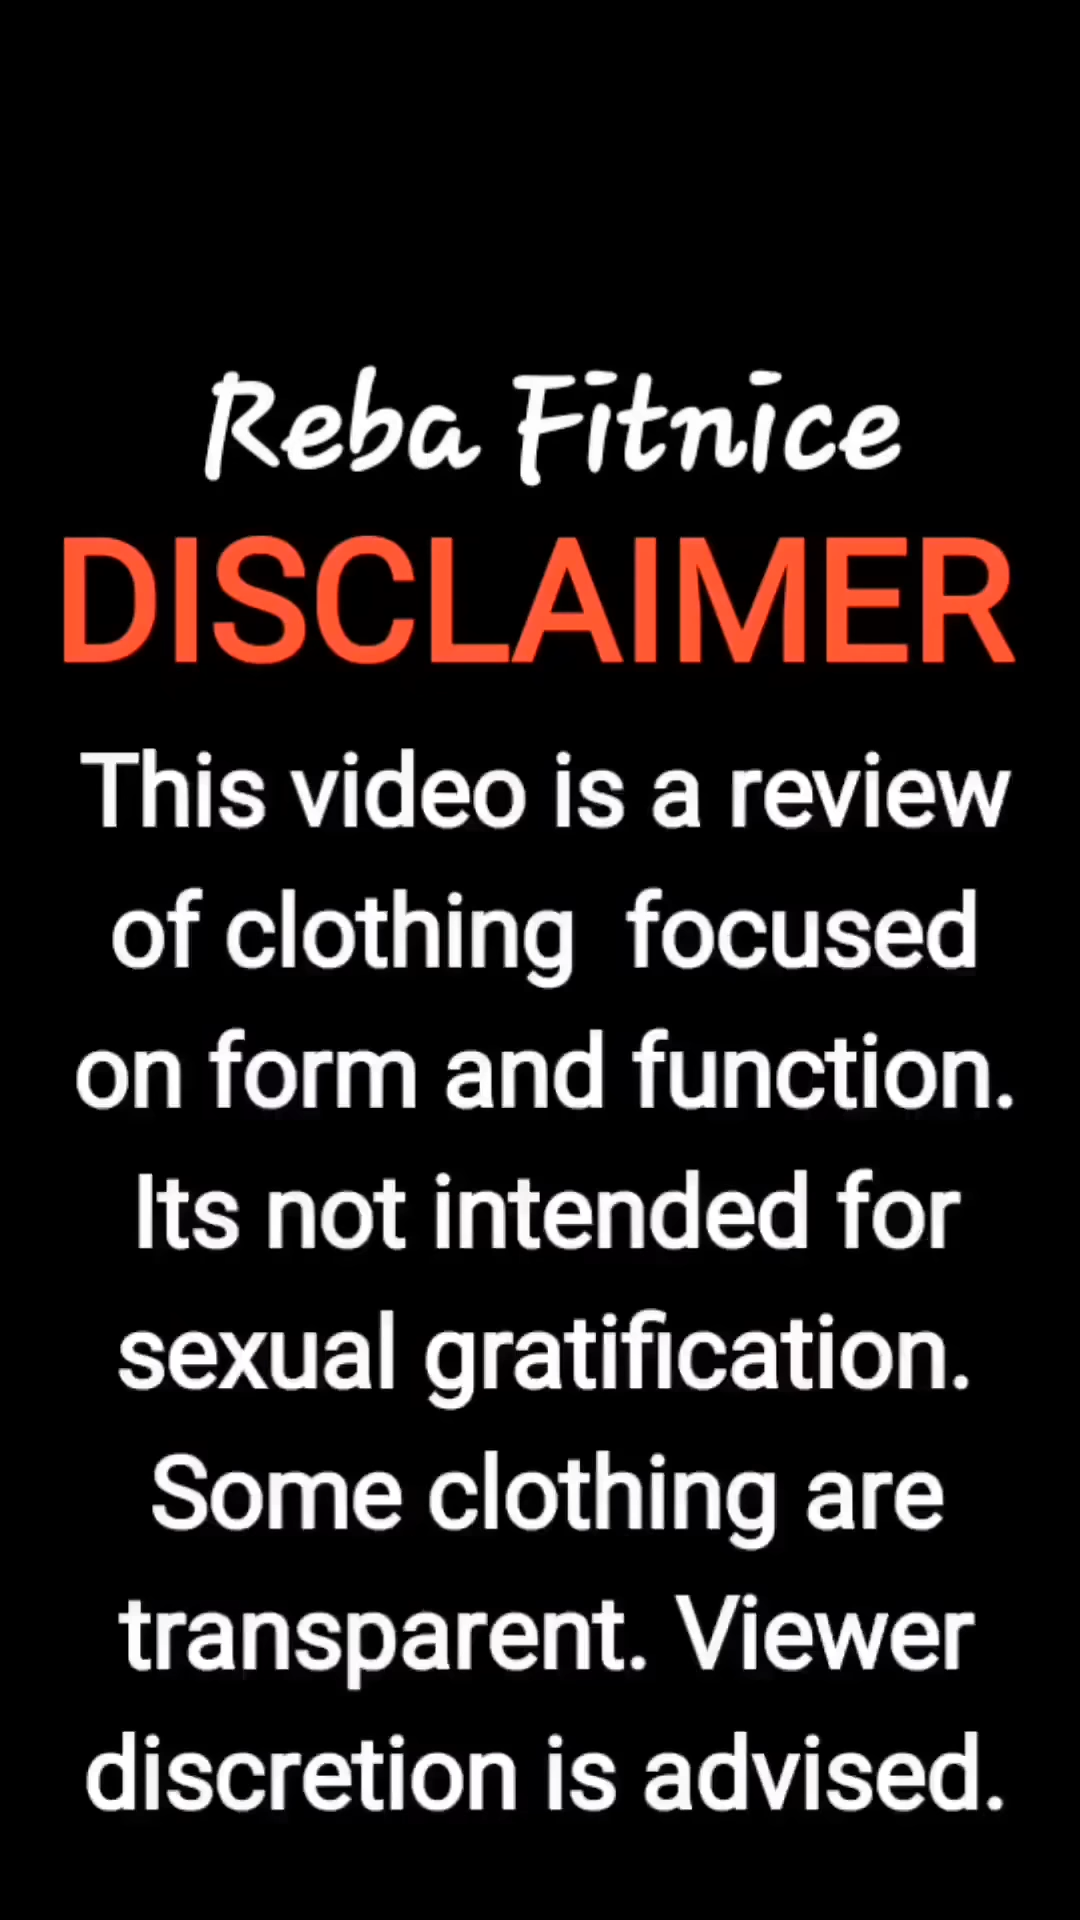 Reba Fitnice
DISCLAIMER
This video is a review
of clothing  focused
on form and function.
Its not intended for
sexual gratification.
Some clothing are
transparent. Viewer
discretion is advised.